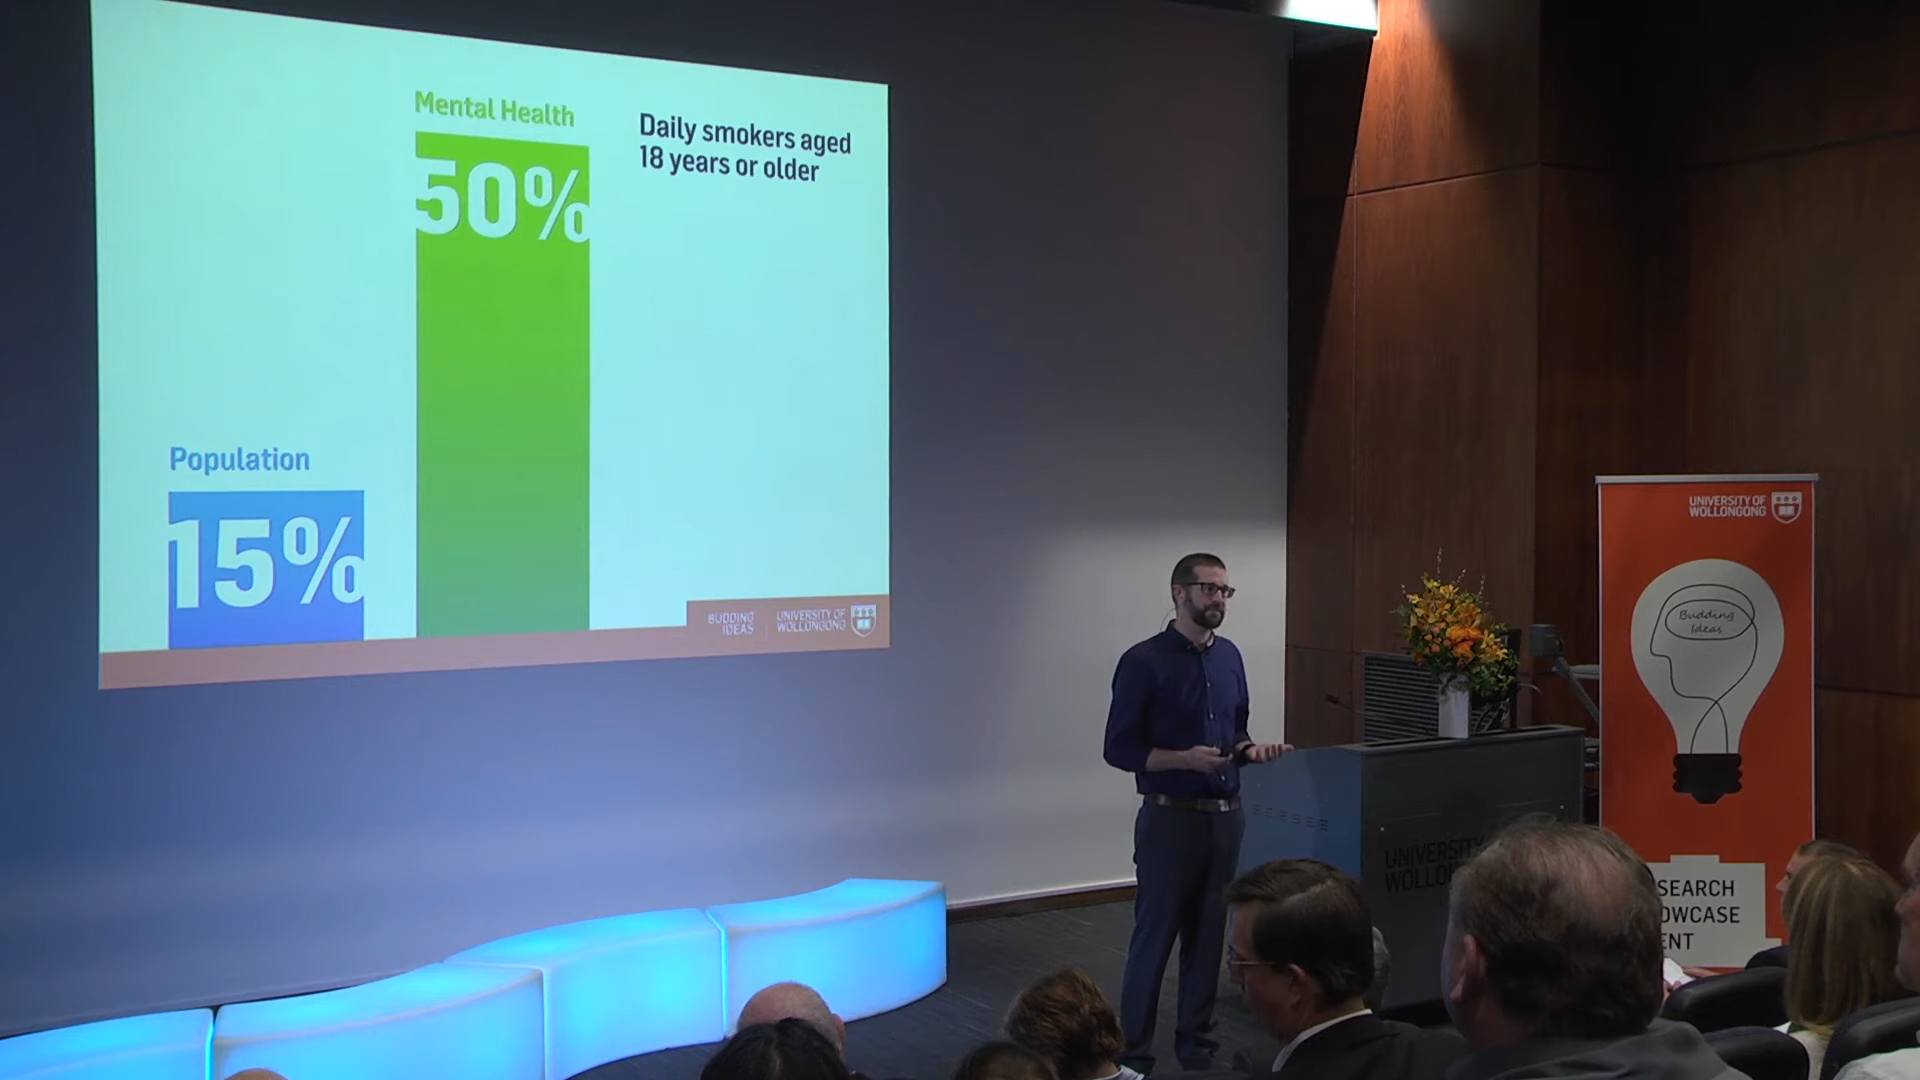 Mental Health
50%
Daily smokers aged
18 years or older
Population
15%
BUDDING
IDEAS
UNIVERSITY OF
WOLLONGONG
UNIVERSITY OF
WOLLONGONG
Budding
Ideas
UNIVERSITY
SEARCH
OWCASE
ENT